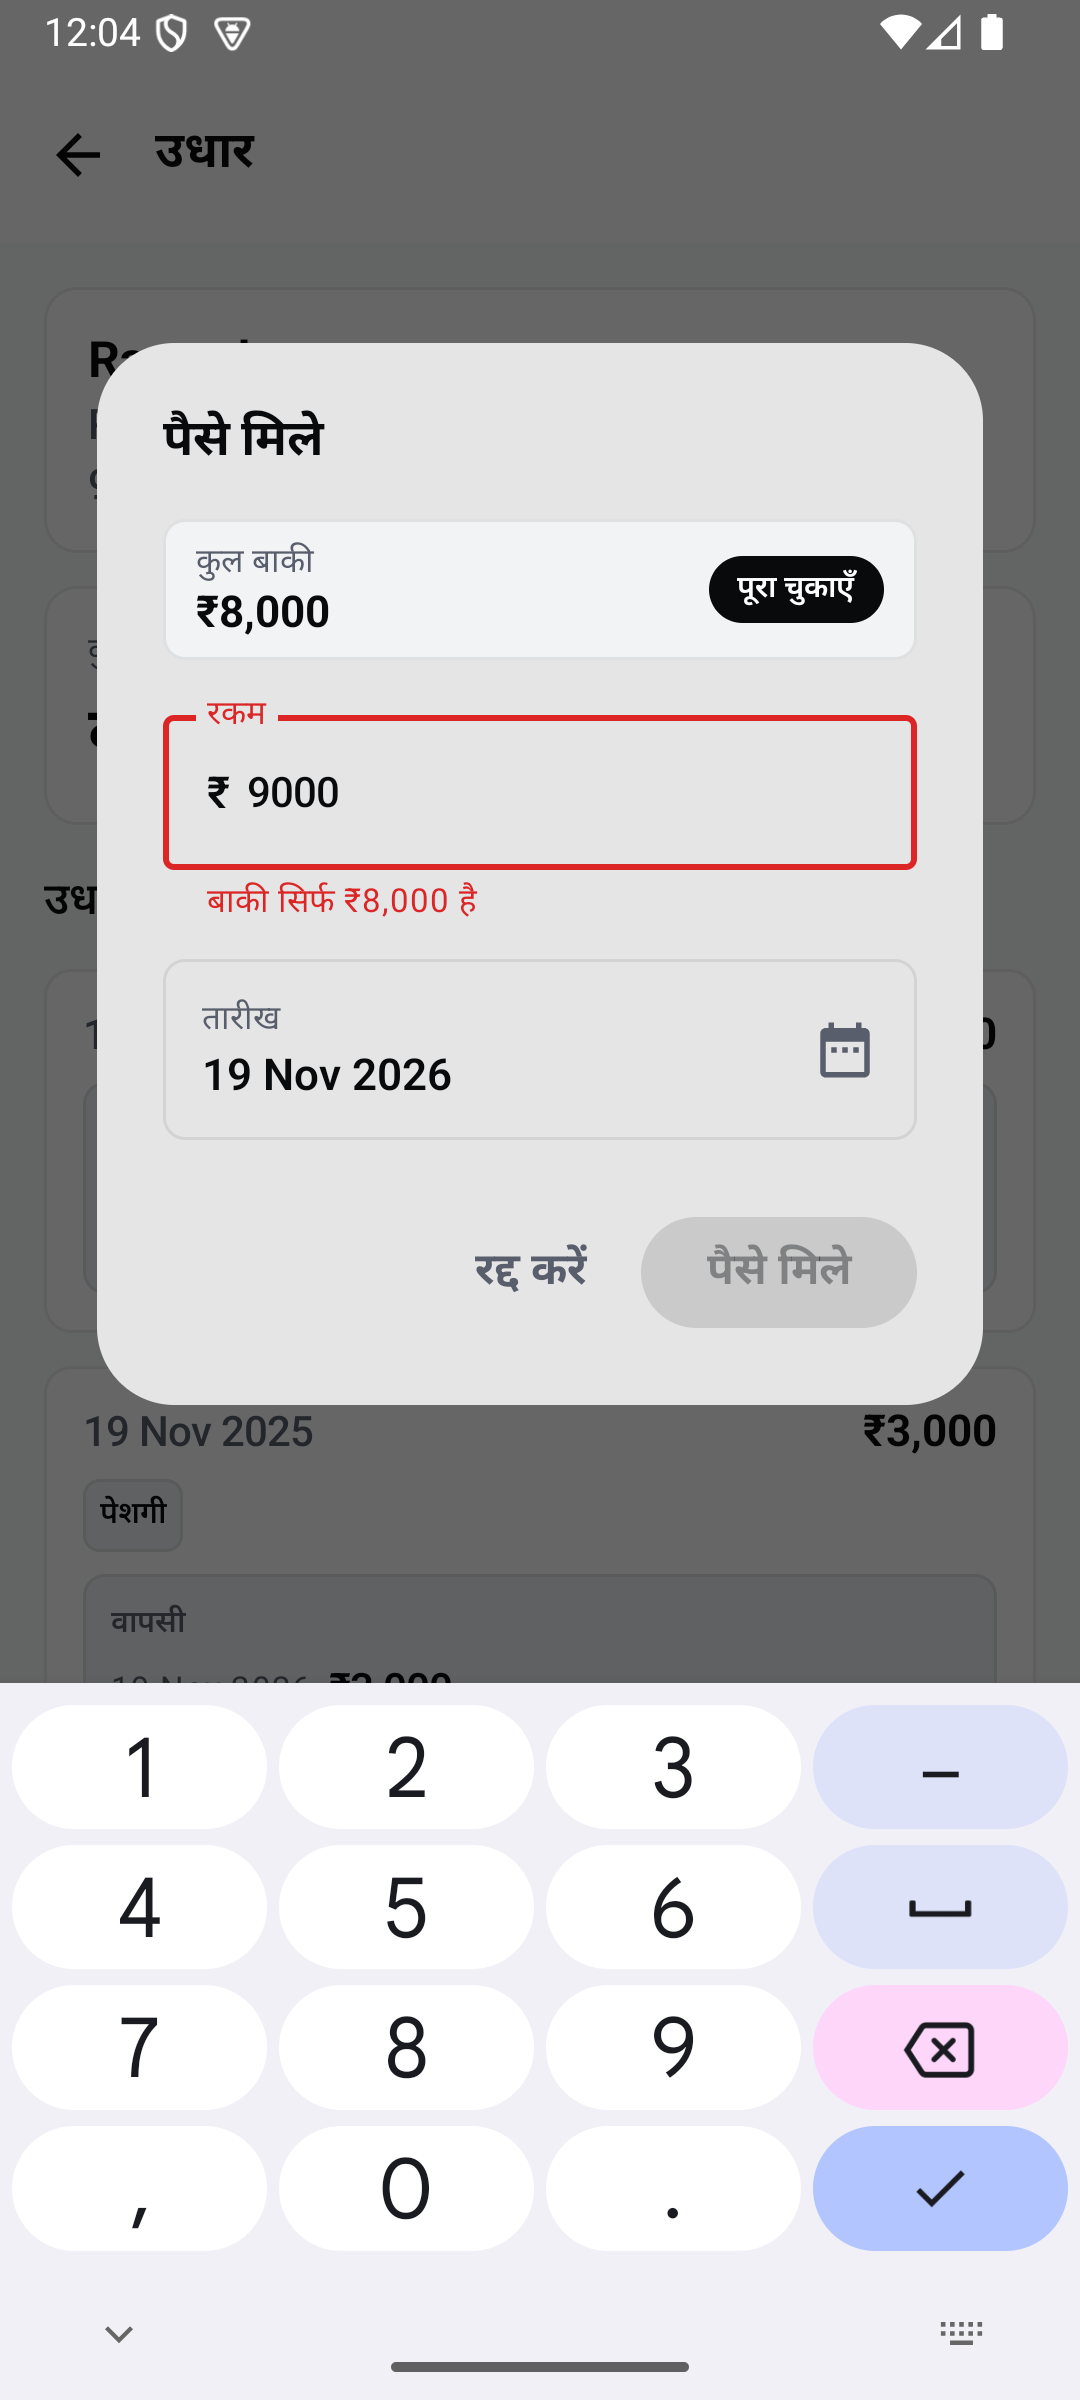 12:04
उधार
पैसे मिले
कुल बाकी
₹8,000
पूरा चुकाएँ
रकम
₹ 9000
बाकी सिर्फ ₹8,000 है
तारीख
19 Nov 2026
रद्द करें
पैसे मिले
19 Nov 2025
₹3,000
पेशगी
वापसी
1 2 3 –
4 5 6
7 8 9
, 0 .